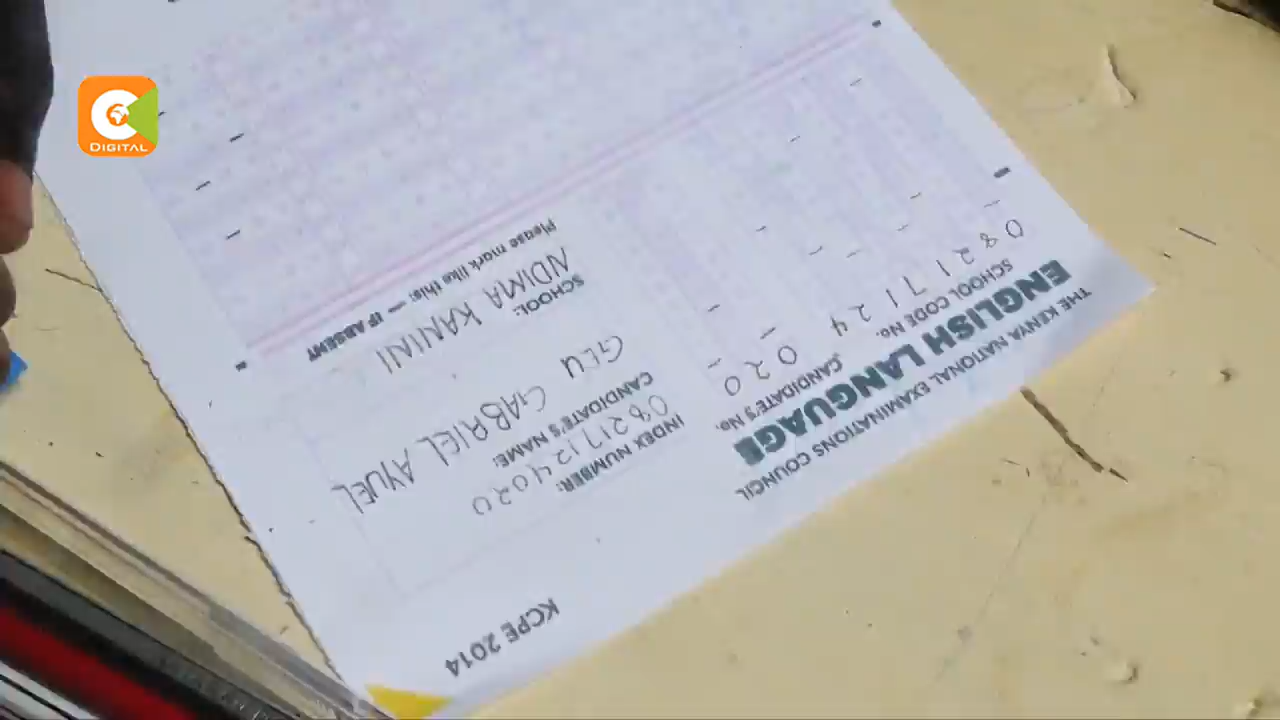 DIGITAL
KCPE 2014
THE KENYA NATIONAL EXAMINATIONS COUNCIL
ENGLISH LANGUAGE
SCHOOL CODE No.
CANDIDATE'S No.
0 8 2 1 7 1 2 4
0 2 0
INDEX NUMBER:
08217124020
CANDIDATE'S NAME:
GABRIEL AYUEL
SCHOOL:
NDIMA KANINI
Please mark like this: — IF ABSENT